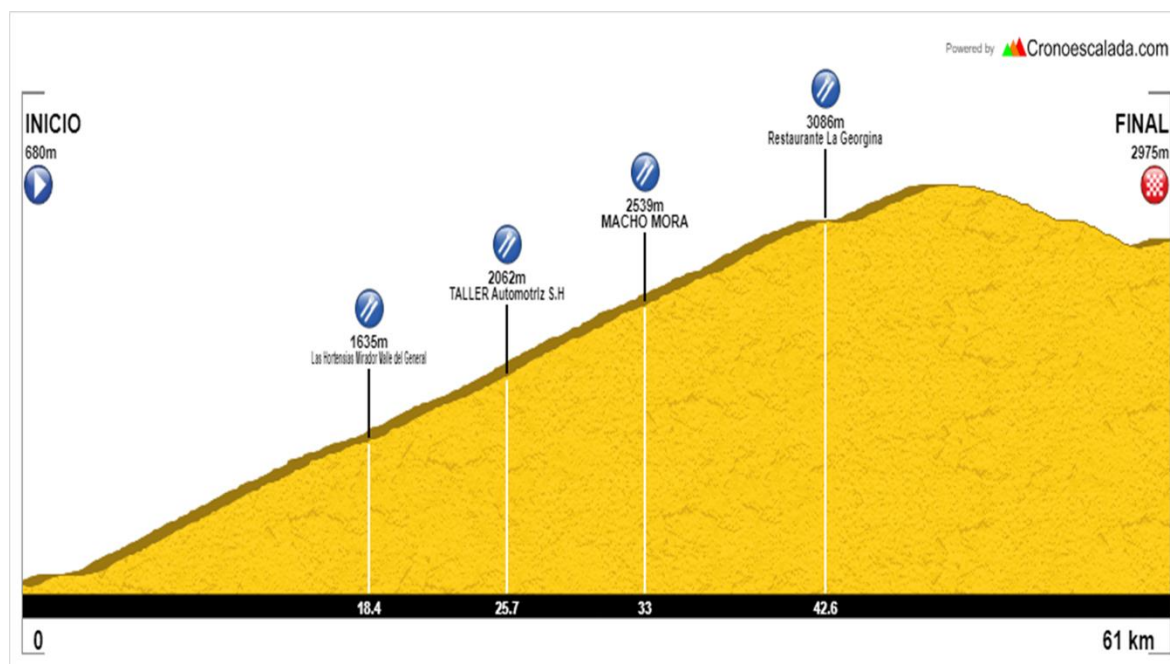 Powered by Cronoescalada.com
INICIO
680m
1635m
Las Hortensias Mirador Valle del General
2062m
TALLER Automotriz S.H
2539m
MACHO MORA
3086m
Restaurante La Georgina
FINAL
2975m
18.4
25.7
33
42.6
0
61 km